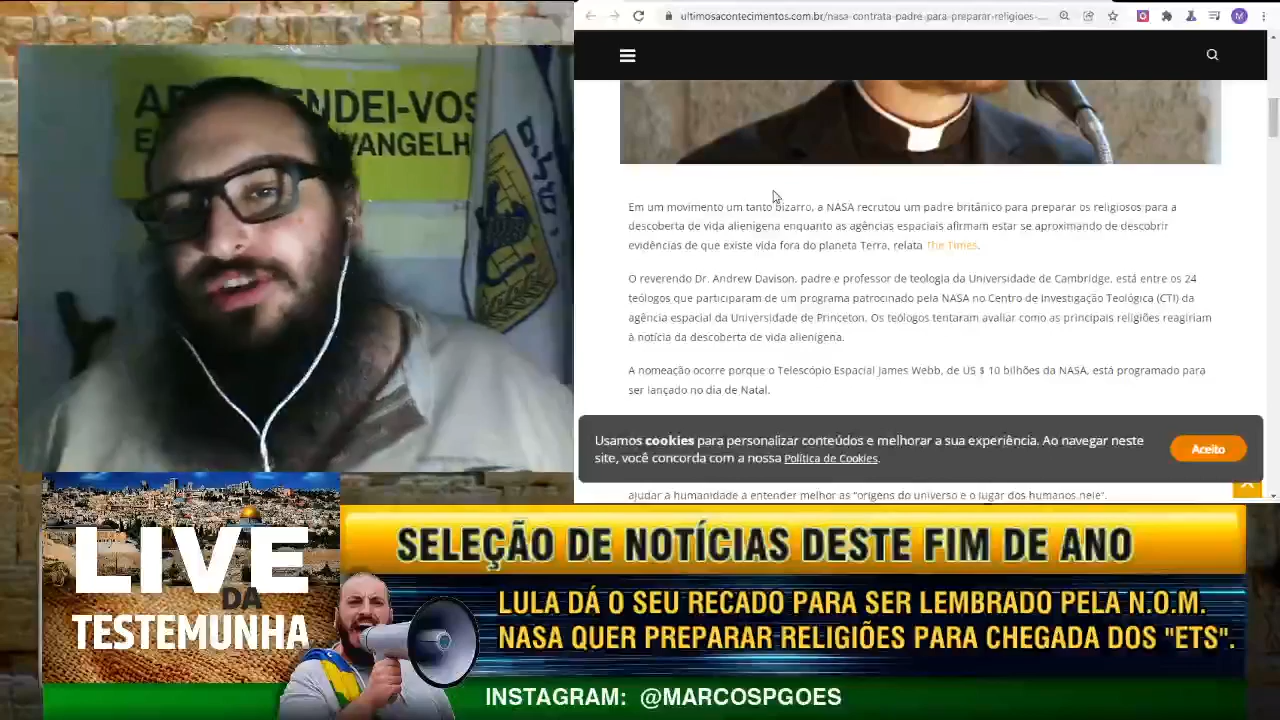 ultimosacontecimentos.com.br/nasa-contrata-padre-para-preparar-religioes-...
M
Em um movimento um tanto bizarro, a NASA recrutou um padre britânico para preparar os religiosos para a
descoberta de vida alienígena enquanto as agências espaciais afirmam estar se aproximando de descobrir
evidências de que existe vida fora do planeta Terra, relata The Times.
O reverendo Dr. Andrew Davison, padre e professor de teologia da Universidade de Cambridge, está entre os 24
teólogos que participaram de um programa patrocinado pela NASA no Centro de Investigação Teológica (CTI) da
agência espacial da Universidade de Princeton. Os teólogos tentaram avaliar como as principais religiões reagiriam
à notícia da descoberta de vida alienígena.
A nomeação ocorre porque o Telescópio Espacial James Webb, de US $ 10 bilhões da NASA, está programado para
ser lançado no dia de Natal.
Usamos cookies para personalizar conteúdos e melhorar a sua experiência. Ao navegar neste
site, você concorda com a nossa Política de Cookies.
Aceito
ajudar a humanidade a entender melhor as "origens do universo e o lugar dos humanos nele".
LIVE
DA
TESTEMUNHA
SELEÇÃO DE NOTÍCIAS DESTE FIM DE ANO
LULA DÁ O SEU RECADO PARA SER LEMBRADO PELA N.O.M.
NASA QUER PREPARAR RELIGIÕES PARA CHEGADA DOS "ETS".
INSTAGRAM: @MARCOSPGOES